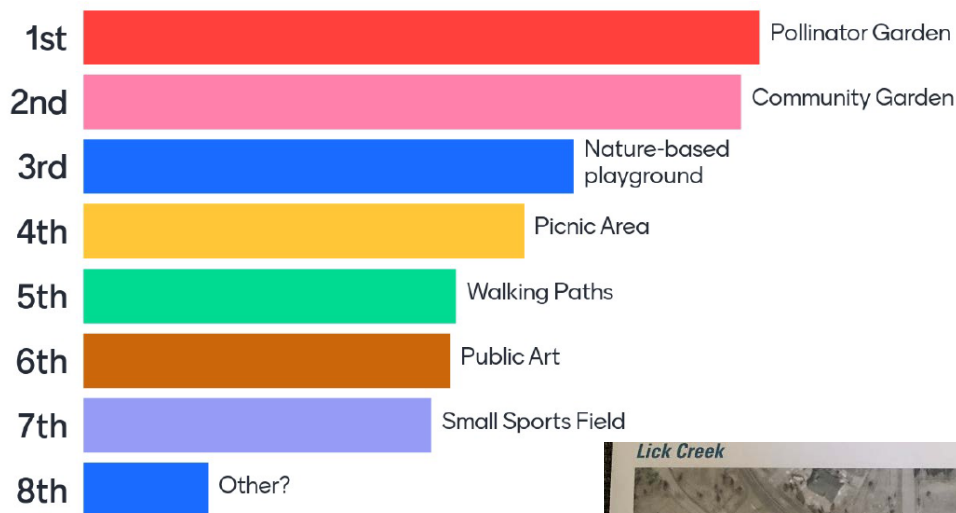 1st
Pollinator Garden
2nd
Community Garden
3rd
Nature-based
playground
4th
Picnic Area
5th
Walking Paths
6th
Public Art
7th
Small Sports Field
8th
Other?
Lick Creek